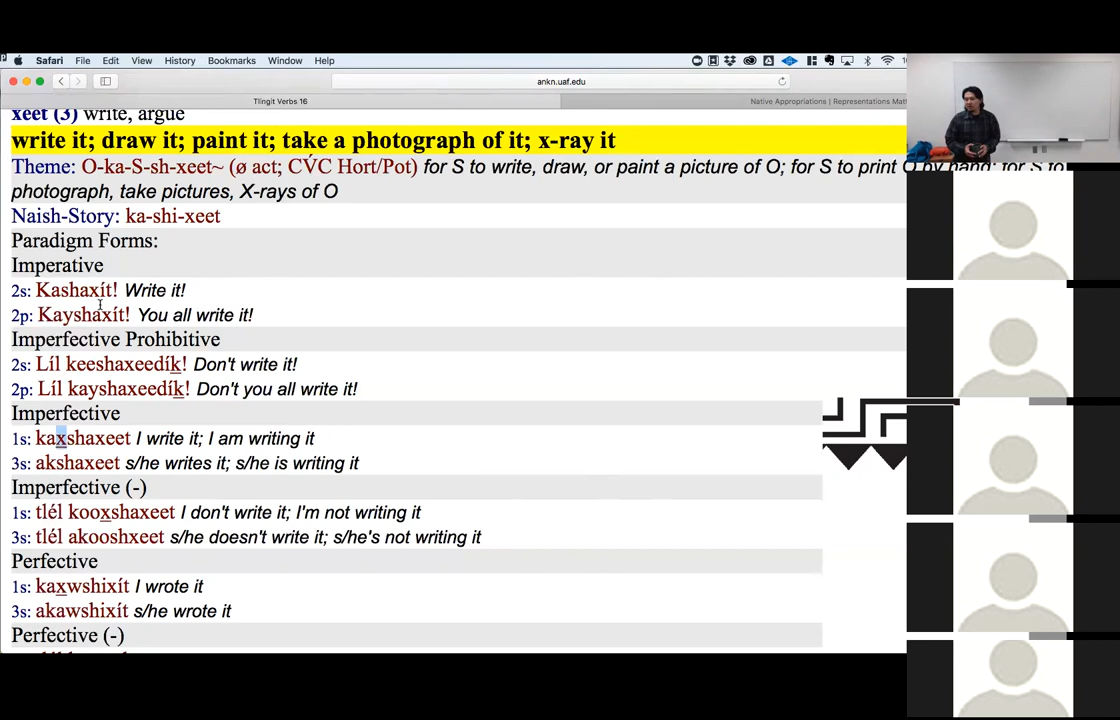 Safari File Edit View History Bookmarks Window Help
ankn.uaf.edu
Tlingit Verbs 16 Native Appropriations | Representations Matt
xeet (3) write, argue
write it; draw it; paint it; take a photograph of it; x-ray it
Theme: O-ka-S-sh-xeet~ (ø act; CV́C Hort/Pot) for S to write, draw, or paint a picture of O; for S to print O by hand; for S to
photograph, take pictures, X-rays of O
Naish-Story: ka-shi-xeet
Paradigm Forms:
Imperative
2s: Kashaxít! Write it!
2p: Kayshaxít! You all write it!
Imperfective Prohibitive
2s: Líl keeshaxeedíḵ! Don't write it!
2p: Líl kayshaxeedíḵ! Don't you all write it!
Imperfective
1s: kax̱shaxeet I write it; I am writing it
3s: akshaxeet s/he writes it; s/he is writing it
Imperfective (-)
1s: tlél koox̱shaxeet I don't write it; I'm not writing it
3s: tlél akooshxeet s/he doesn't write it; s/he's not writing it
Perfective
1s: kax̱wshixít I wrote it
3s: akawshixít s/he wrote it
Perfective (-)